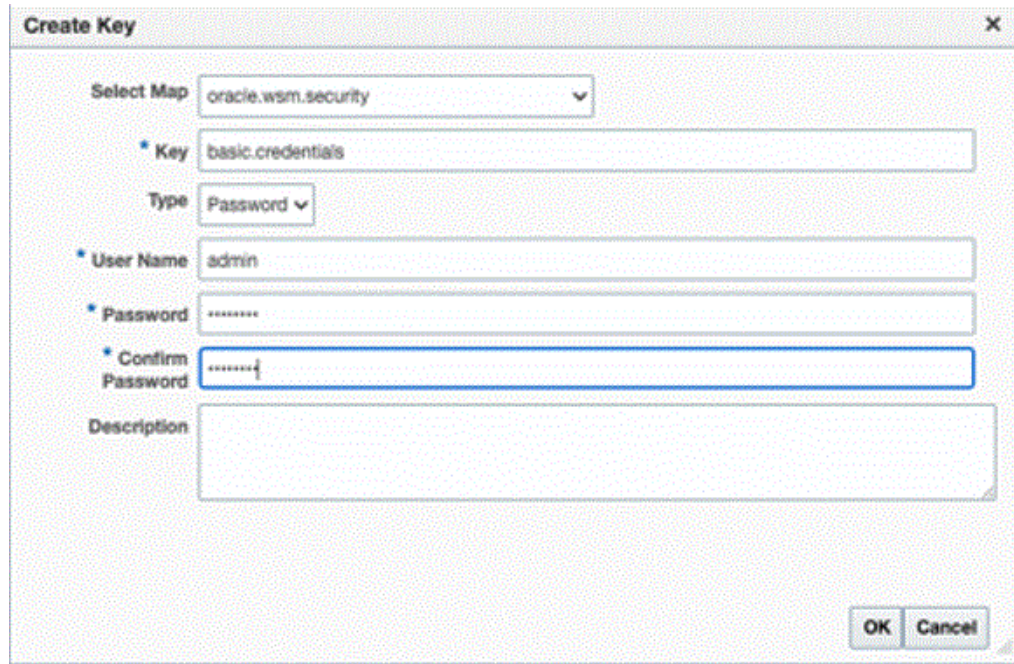 Create Key ×
Select Map oracle.wsm.security
* Key basic.credentials
Type Password
* User Name admin
* Password ••••••••
* Confirm Password ••••••••
Description
OK Cancel